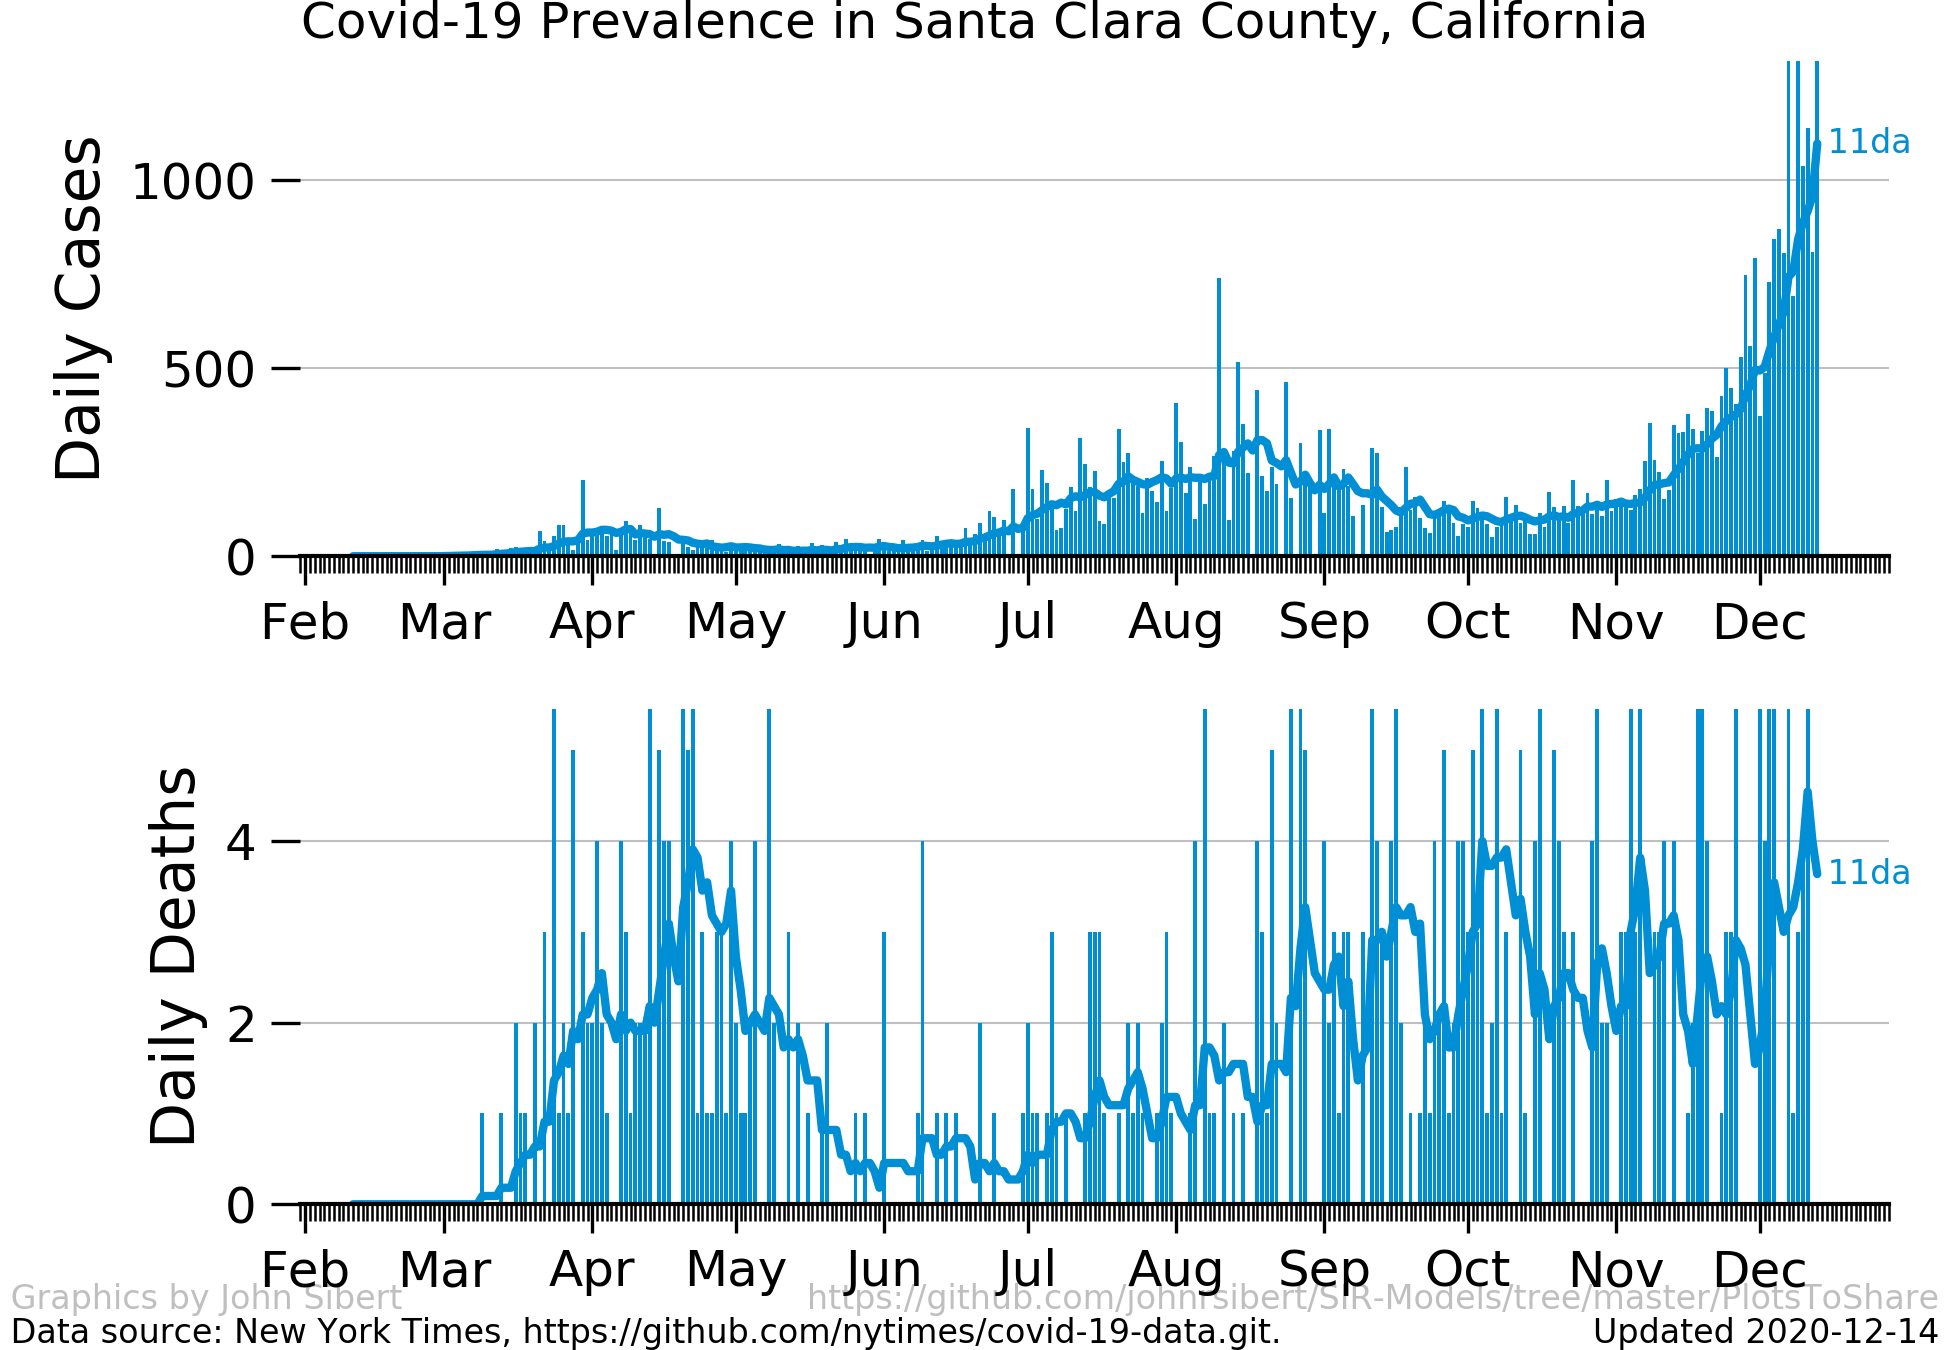 Covid-19 Prevalence in Santa Clara County, California
Daily Cases
1000
500
0
11da
Feb Mar Apr May Jun Jul Aug Sep Oct Nov Dec
Daily Deaths
4
2
0
11da
Feb Mar Apr May Jun Jul Aug Sep Oct Nov Dec
Graphics by John Sibert https://github.com/johnrsibert/SIR-Models/tree/master/PlotsToShare
Data source: New York Times, https://github.com/nytimes/covid-19-data.git. Updated 2020-12-14